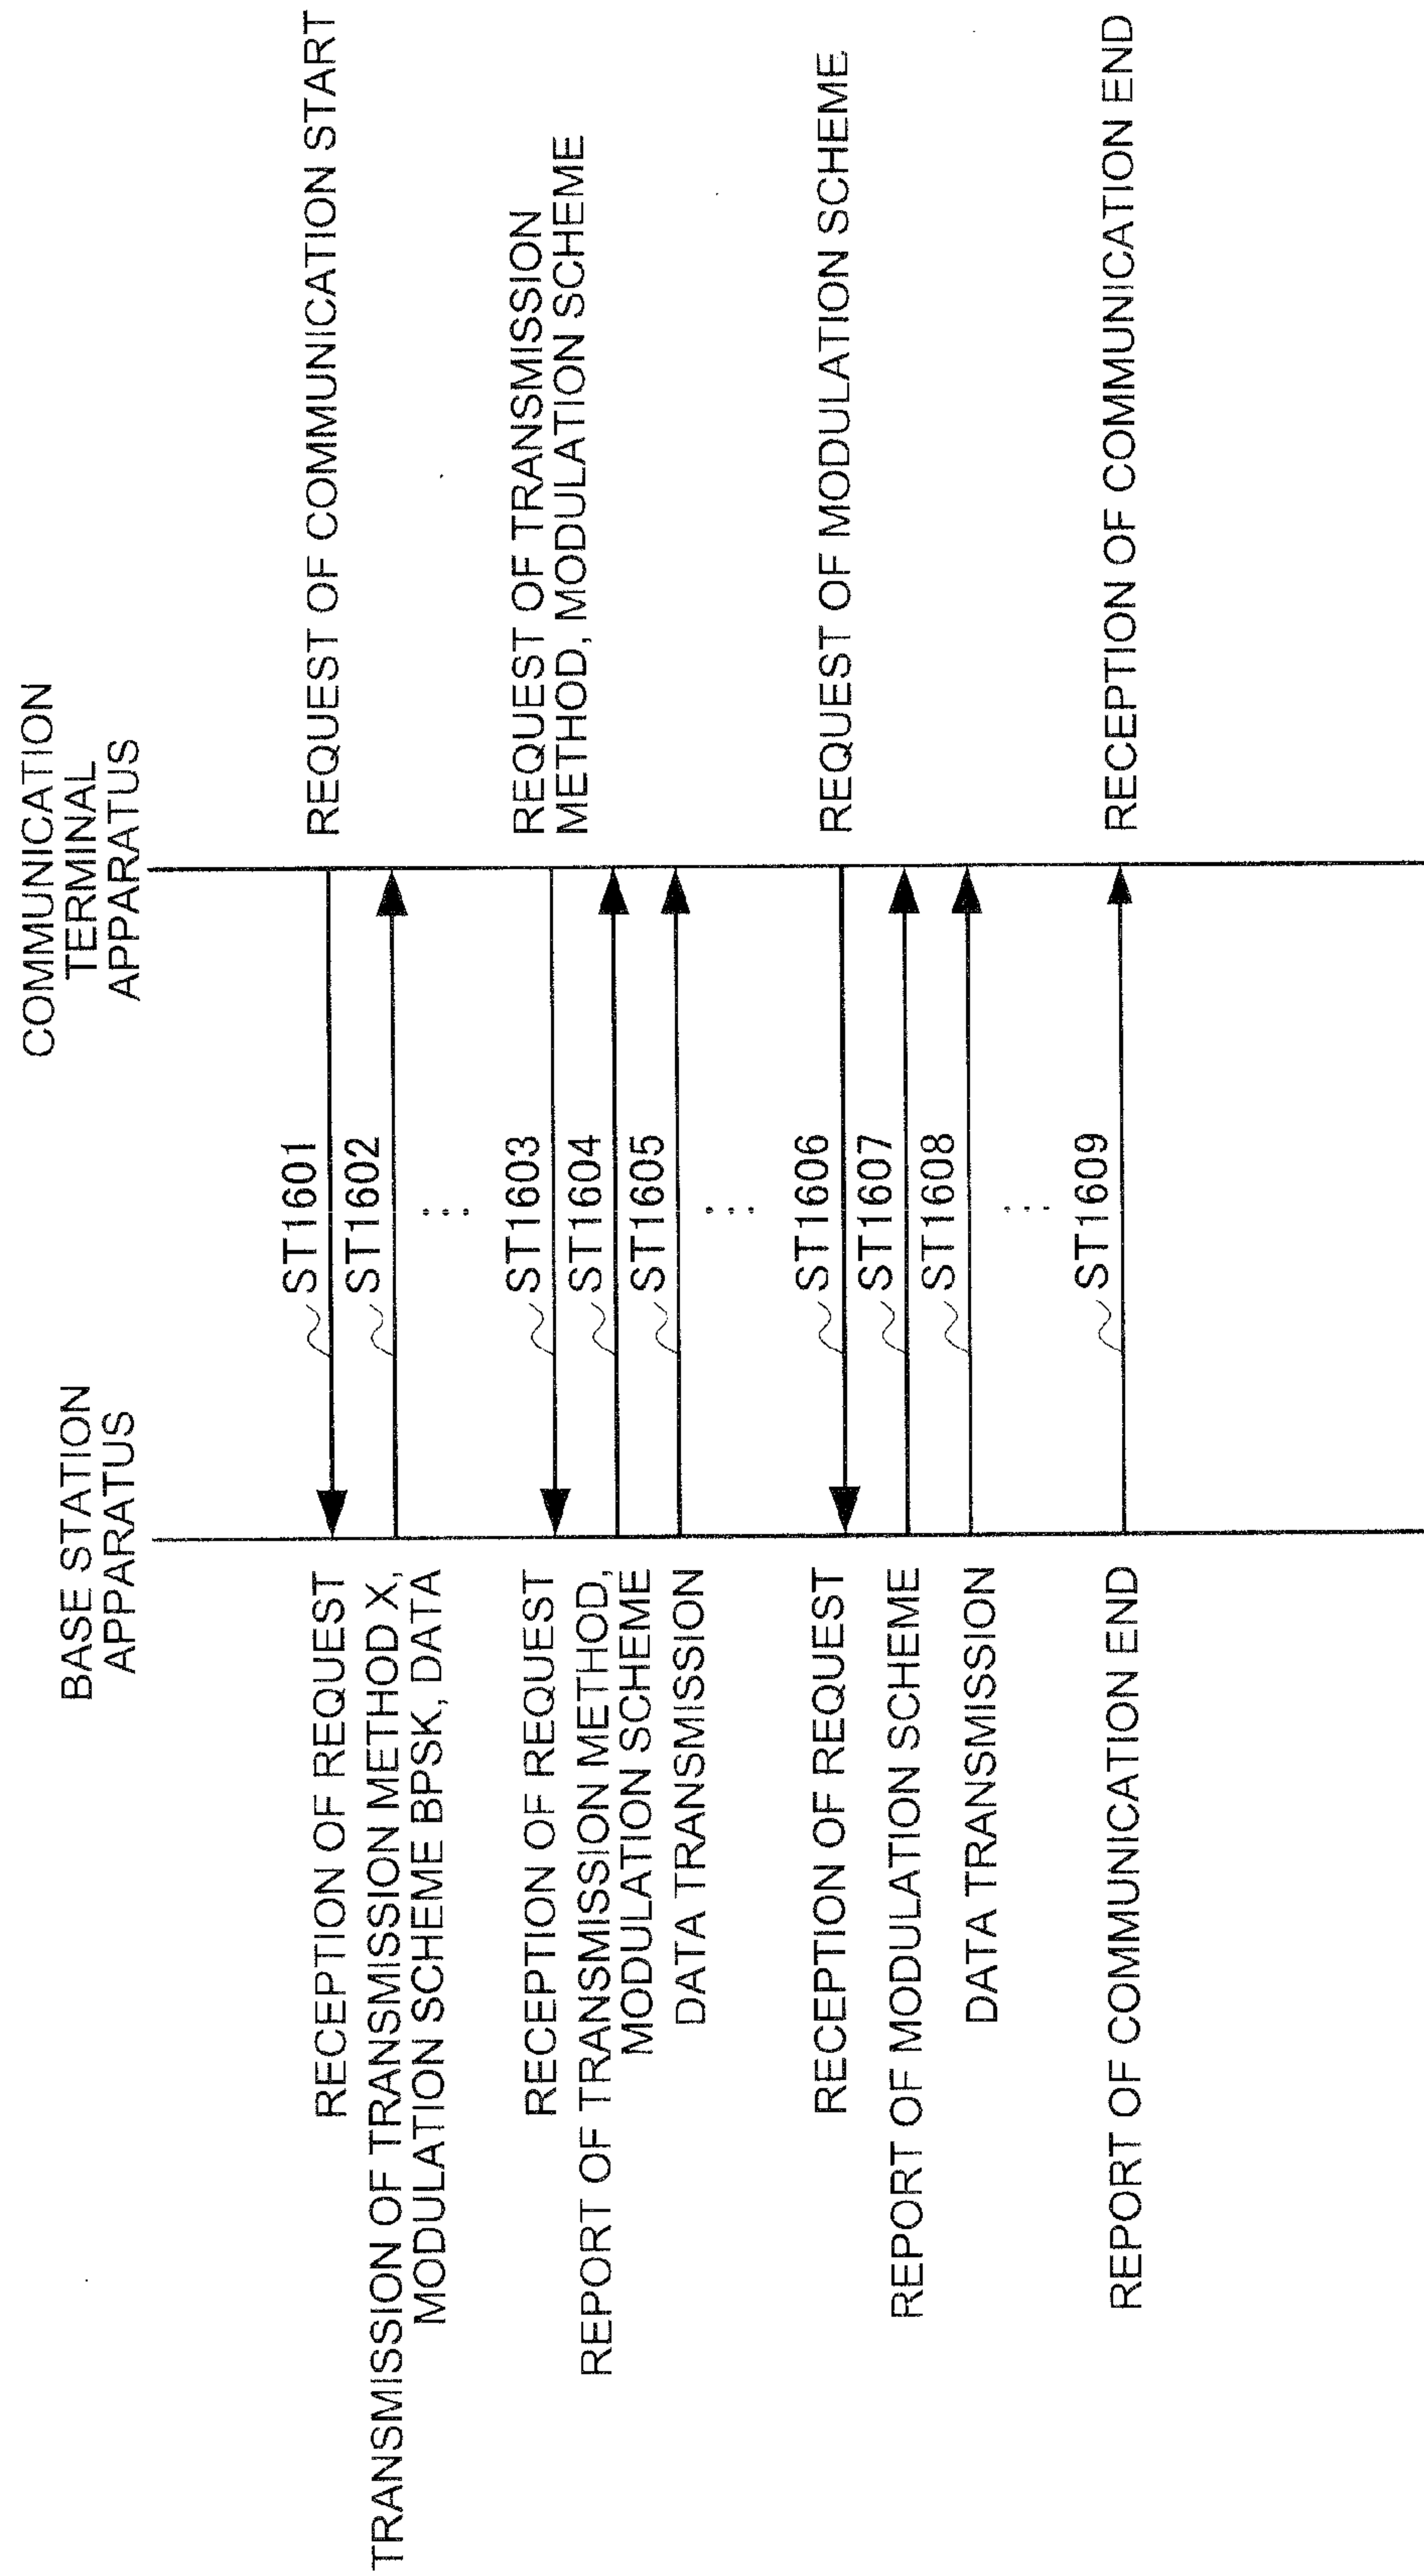 BASE STATION
APPARATUS
COMMUNICATION
TERMINAL
APPARATUS
RECEPTION OF REQUEST
ST1601
REQUEST OF COMMUNICATION START
TRANSMISSION OF TRANSMISSION METHOD X,
MODULATION SCHEME BPSK, DATA
ST1602
...
RECEPTION OF REQUEST
ST1603
REQUEST OF TRANSMISSION
METHOD, MODULATION SCHEME
REPORT OF TRANSMISSION METHOD,
MODULATION SCHEME
ST1604
DATA TRANSMISSION
ST1605
...
RECEPTION OF REQUEST
ST1606
REQUEST OF MODULATION SCHEME
REPORT OF MODULATION SCHEME
ST1607
DATA TRANSMISSION
ST1608
...
REPORT OF COMMUNICATION END
ST1609
RECEPTION OF COMMUNICATION END